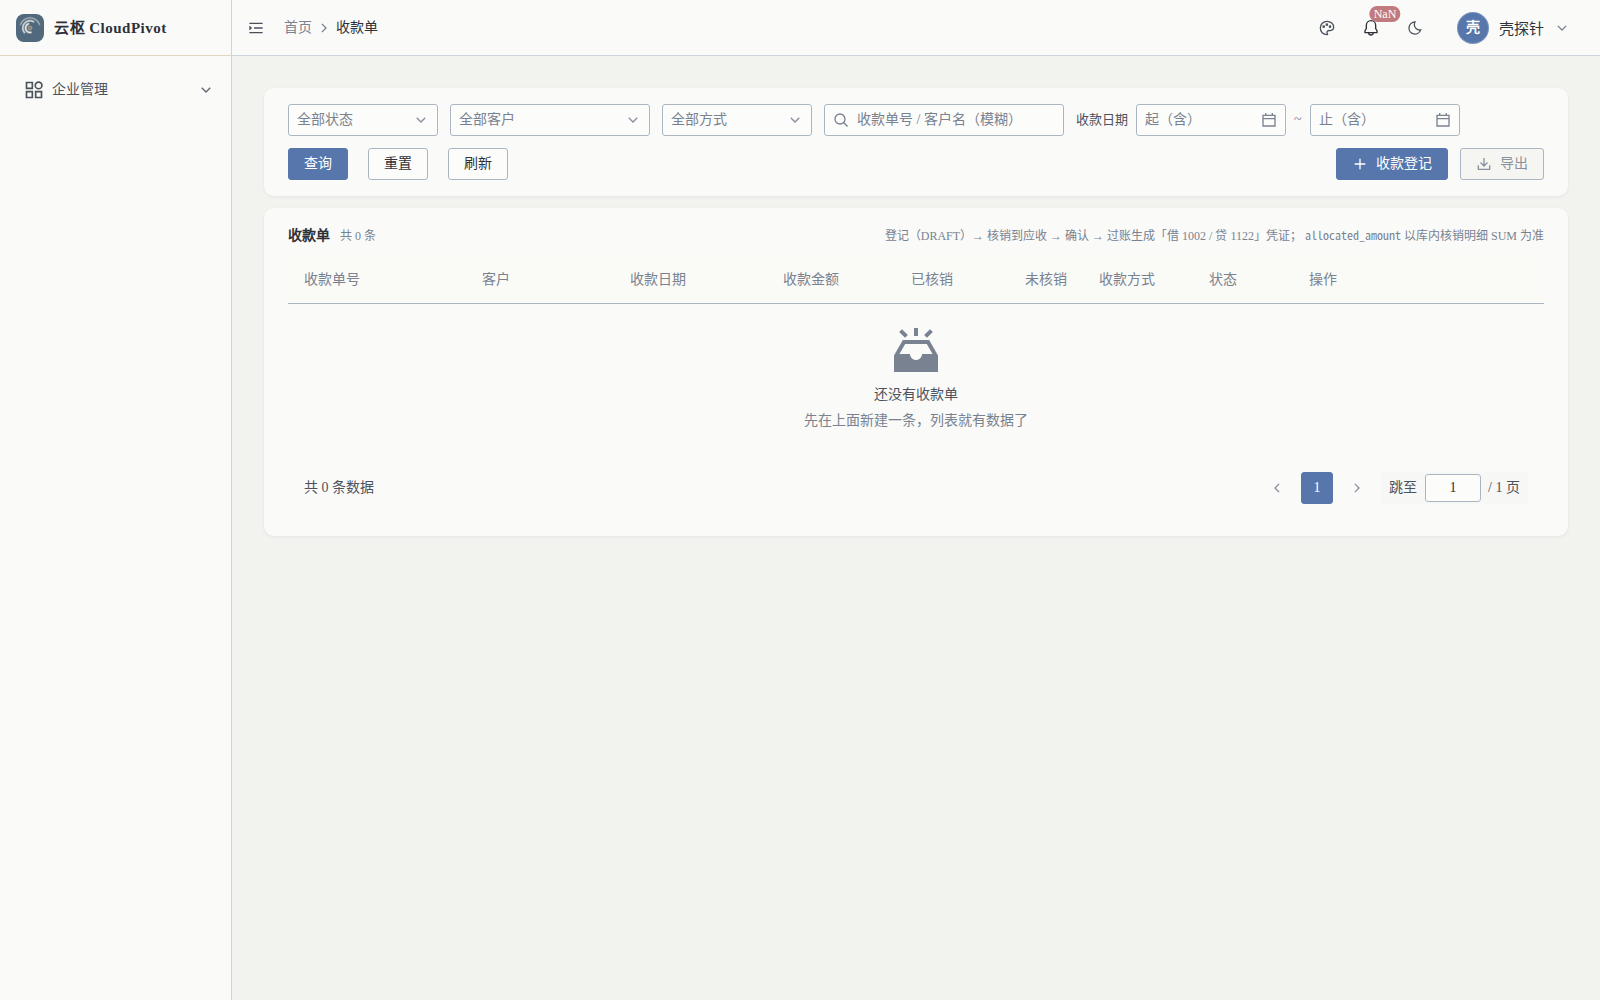 云枢 CloudPivot
首页 > 收款单
NaN
壳 壳探针
企业管理
全部状态 全部客户 全部方式 收款单号 / 客户名（模糊） 收款日期 起（含） ~ 止（含）
查询 重置 刷新 收款登记 导出
收款单 共 0 条 登记（DRAFT）→ 核销到应收 → 确认 → 过账生成「借 1002 / 贷 1122」凭证； allocated_amount 以库内核销明细 SUM 为准
收款单号 客户 收款日期 收款金额 已核销 未核销 收款方式 状态 操作
还没有收款单
先在上面新建一条，列表就有数据了
共 0 条数据 1 跳至 1 / 1 页